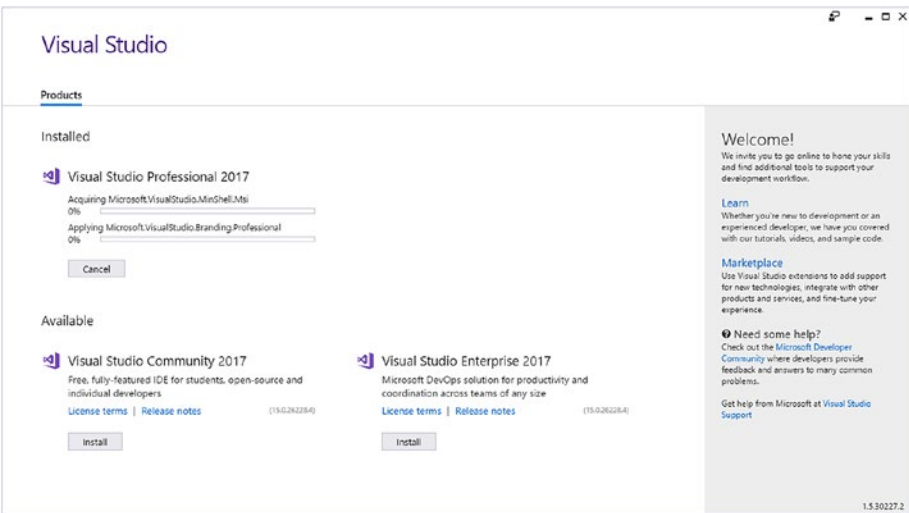 Visual Studio
Products
Installed
Visual Studio Professional 2017
Acquiring Microsoft.VisualStudio.MinShell.Msi
0%
Applying Microsoft.VisualStudio.Branding.Professional
0%
Cancel
Available
Visual Studio Community 2017
Free, fully-featured IDE for students, open-source and
individual developers
License terms | Release notes (15.0.26228.4)
Install
Visual Studio Enterprise 2017
Microsoft DevOps solution for productivity and
coordination across teams of any size
License terms | Release notes (15.0.26228.4)
Install
Welcome!
We invite you to go online to hone your skills
and find additional tools to support your
development workflow.
Learn
Whether you're new to development or an
experienced developer, we have you covered
with our tutorials, videos, and sample code.
Marketplace
Use Visual Studio extensions to add support
for new technologies, integrate with other
products and services, and fine-tune your
experience.
Need some help?
Check out the Microsoft Developer
Community where developers provide
feedback and answers to many common
problems.
Get help from Microsoft at Visual Studio
Support
1.5.30227.2